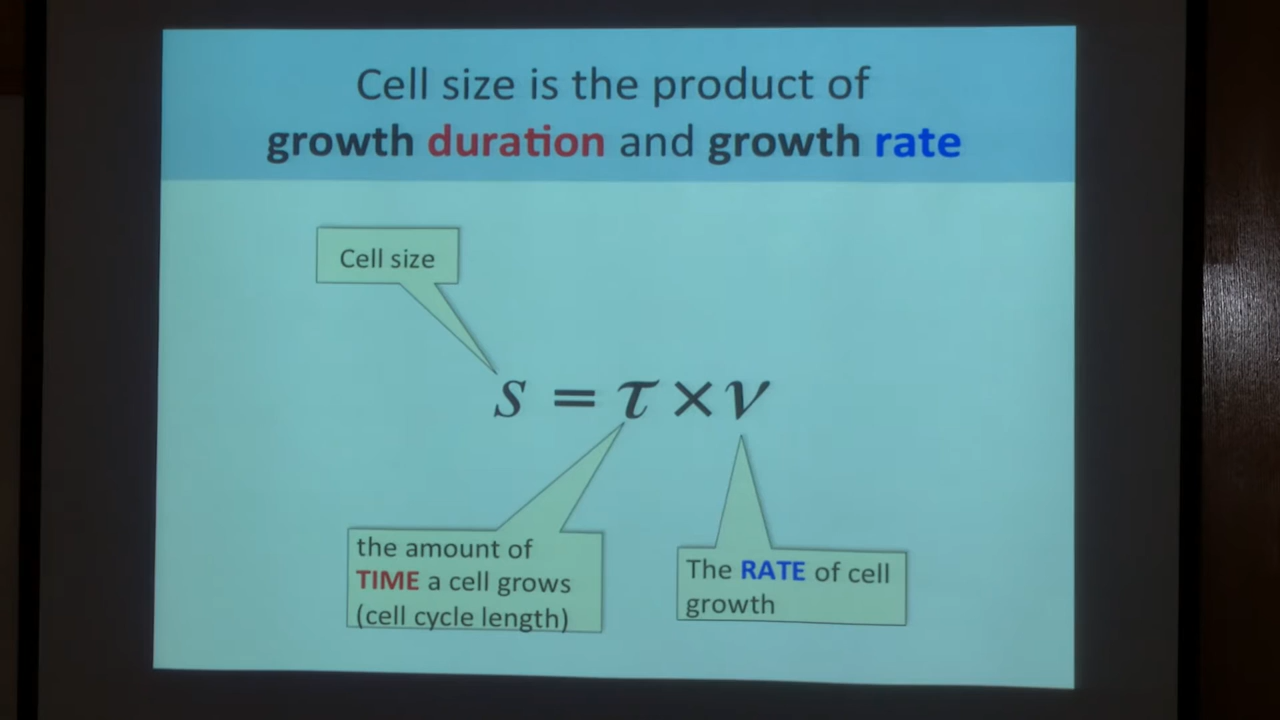 Cell size is the product of
growth duration and growth rate
Cell size
s = τ × ν
the amount of
TIME a cell grows
(cell cycle length)
The RATE of cell
growth